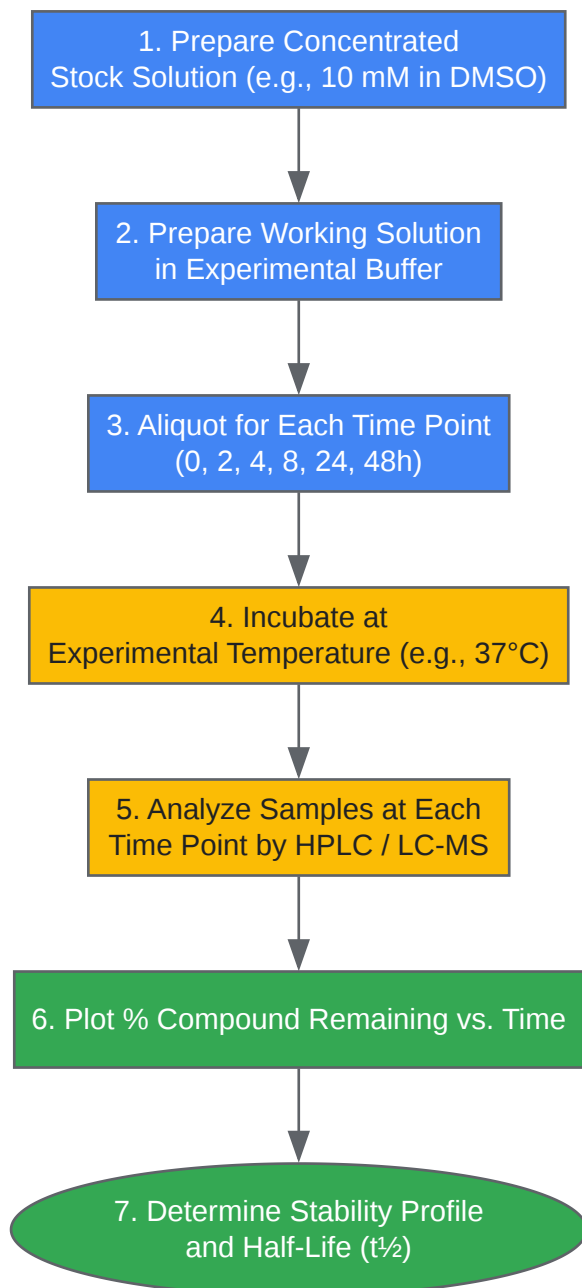 1. Prepare Concentrated
Stock Solution (e.g., 10 mM in DMSO)
2. Prepare Working Solution
in Experimental Buffer
3. Aliquot for Each Time Point
(0, 2, 4, 8, 24, 48h)
4. Incubate at
Experimental Temperature (e.g., 37°C)
5. Analyze Samples at Each
Time Point by HPLC / LC-MS
6. Plot % Compound Remaining vs. Time
7. Determine Stability Profile
and Half-Life (t½)